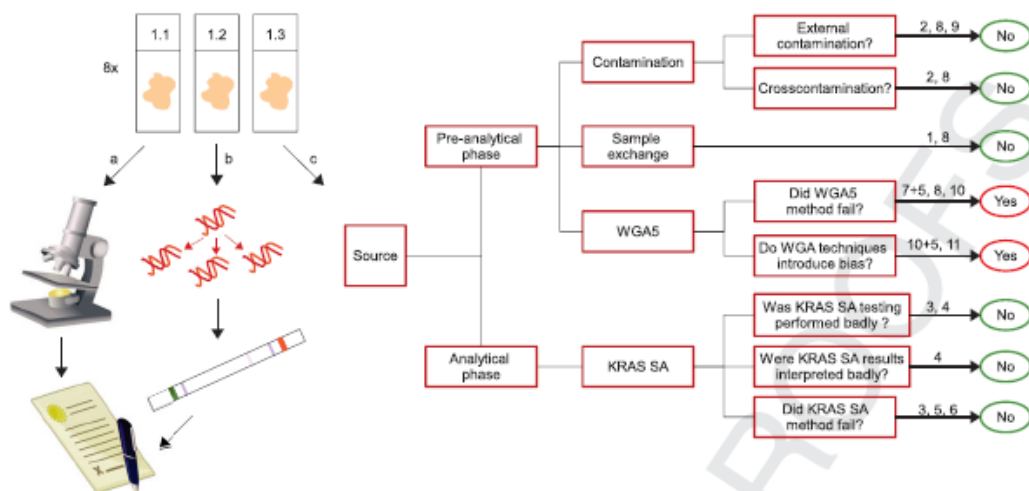 1.1
1.2
1.3
8x
a
b
c
Source
Pre-analytical
phase
Analytical
phase
Contamination
Sample
exchange
WGA5
KRAS SA
External
contamination?
2, 8, 9
No
Crosscontamination?
2, 8
No
1, 8
No
Did WGA5
method fail?
7+5, 8, 10
Yes
Do WGA techniques
introduce bias?
10+5, 11
Yes
Was KRAS SA testing
performed badly ?
3, 4
No
Were KRAS SA results
interpreted badly?
4
No
Did KRAS SA
method fail?
3, 5, 6
No
X
ROOFS